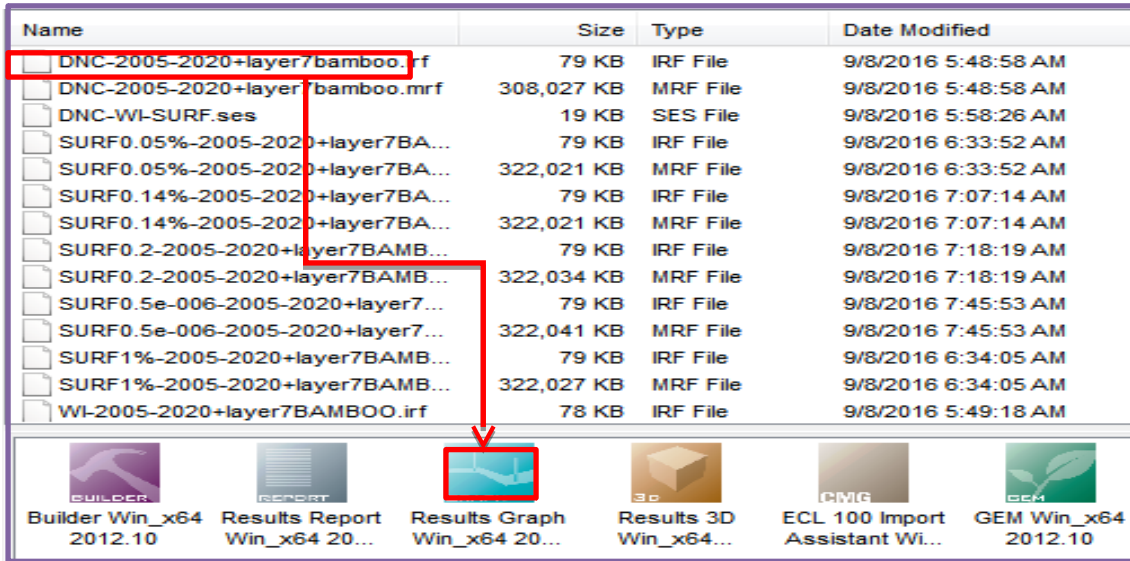 Name Size Type Date Modified
DNC-2005-2020+layer7bamboo.irf 79 KB IRF File 9/8/2016 5:48:58 AM
DNC-2005-2020+layer7bamboo.mrf 308,027 KB MRF File 9/8/2016 5:48:58 AM
DNC-WI-SURF.ses 19 KB SES File 9/8/2016 5:58:26 AM
SURF0.05%-2005-2020+layer7BA... 79 KB IRF File 9/8/2016 6:33:52 AM
SURF0.05%-2005-2020+layer7BA... 322,021 KB MRF File 9/8/2016 6:33:52 AM
SURF0.14%-2005-2020+layer7BA... 79 KB IRF File 9/8/2016 7:07:14 AM
SURF0.14%-2005-2020+layer7BA... 322,021 KB MRF File 9/8/2016 7:07:14 AM
SURF0.2-2005-2020+layer7BAMB... 79 KB IRF File 9/8/2016 7:18:19 AM
SURF0.2-2005-2020+layer7BAMB... 322,034 KB MRF File 9/8/2016 7:18:19 AM
SURF0.5e-006-2005-2020+layer7... 79 KB IRF File 9/8/2016 7:45:53 AM
SURF0.5e-006-2005-2020+layer7... 322,041 KB MRF File 9/8/2016 7:45:53 AM
SURF1%-2005-2020+layer7BAMB... 79 KB IRF File 9/8/2016 6:34:05 AM
SURF1%-2005-2020+layer7BAMB... 322,027 KB MRF File 9/8/2016 6:34:05 AM
WI-2005-2020+layer7BAMBOO.irf 78 KB IRF File 9/8/2016 5:49:18 AM
BUILDER REPORT 3D CMG GEM
Builder Win_x64 Results Report Results Graph Results 3D ECL 100 Import GEM Win_x64
2012.10 Win_x64 20... Win_x64 20... Win_x64... Assistant Wi... 2012.10